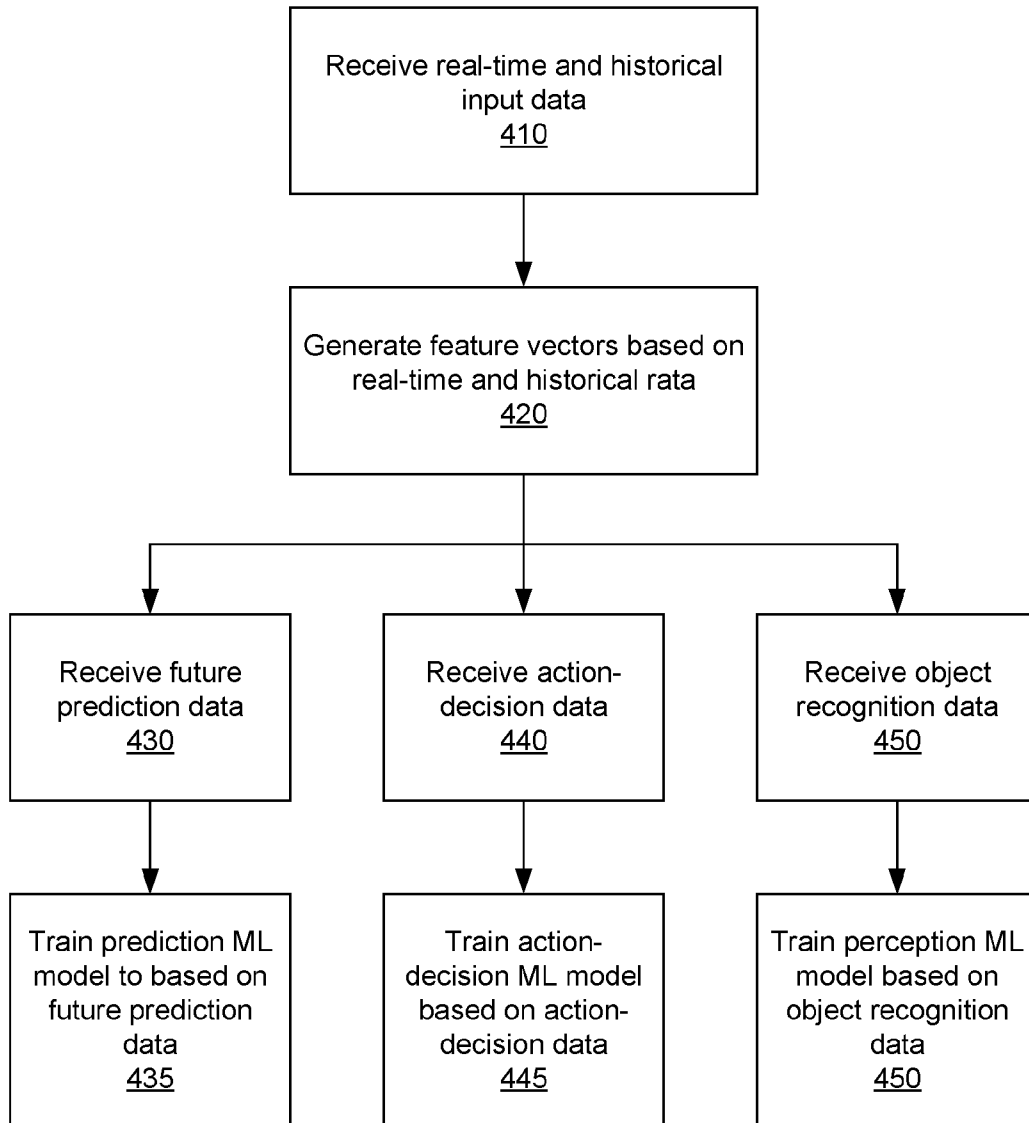 Receive real-time and historical
input data
410
Generate feature vectors based on
real-time and historical rata
420
Receive future
prediction data
430
Receive action-
decision data
440
Receive object
recognition data
450
Train prediction ML
model to based on
future prediction
data
435
Train action-
decision ML model
based on action-
decision data
445
Train perception ML
model based on
object recognition
data
450